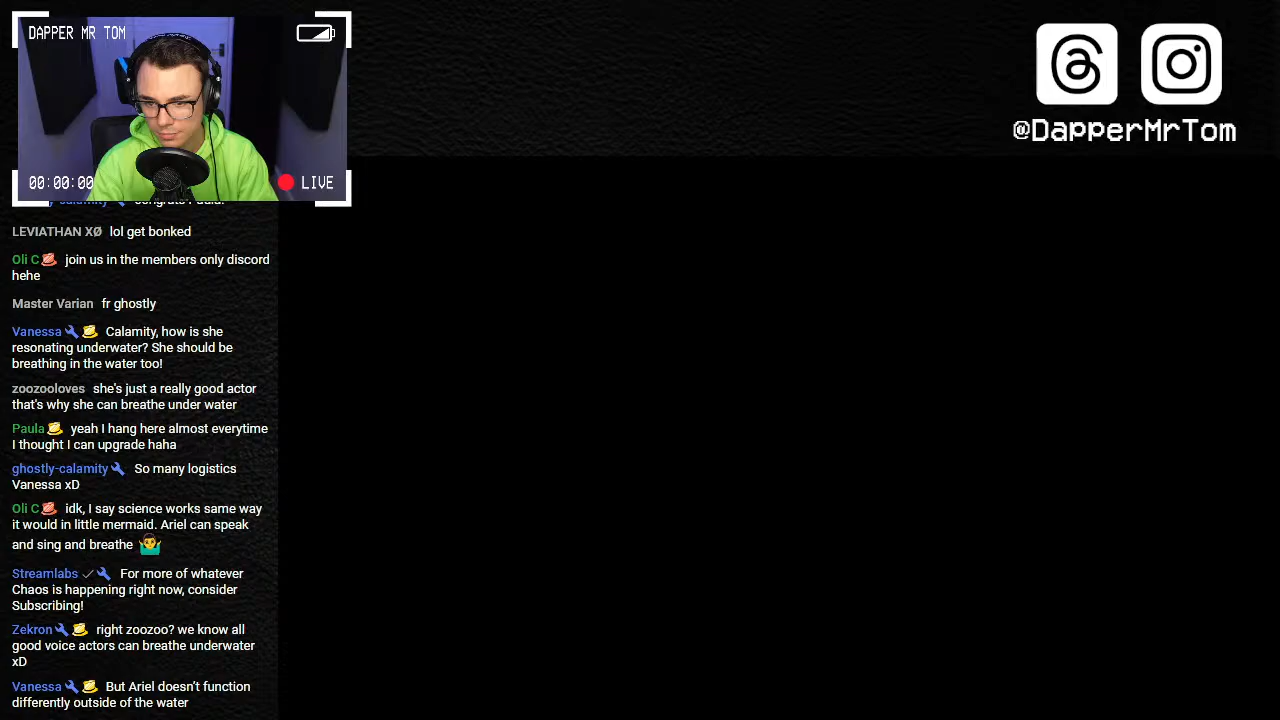 DAPPER MR TOM
00:00:00
LIVE
@DapperMrTom
LEVIATHAN XØ lol get bonked
Oli C join us in the members only discord
hehe
Master Varian fr ghostly
Vanessa Calamity, how is she
resonating underwater? She should be
breathing in the water too!
zoozooloves she's just a really good actor
that's why she can breathe under water
Paula yeah I hang here almost everytime
I thought I can upgrade haha
ghostly-calamity So many logistics
Vanessa xD
Oli C idk, I say science works same way
it would in little mermaid. Ariel can speak
and sing and breathe
Streamlabs For more of whatever
Chaos is happening right now, consider
Subscribing!
Zekron right zoozoo? we know all
good voice actors can breathe underwater
xD
Vanessa But Ariel doesn't function
differently outside of the water